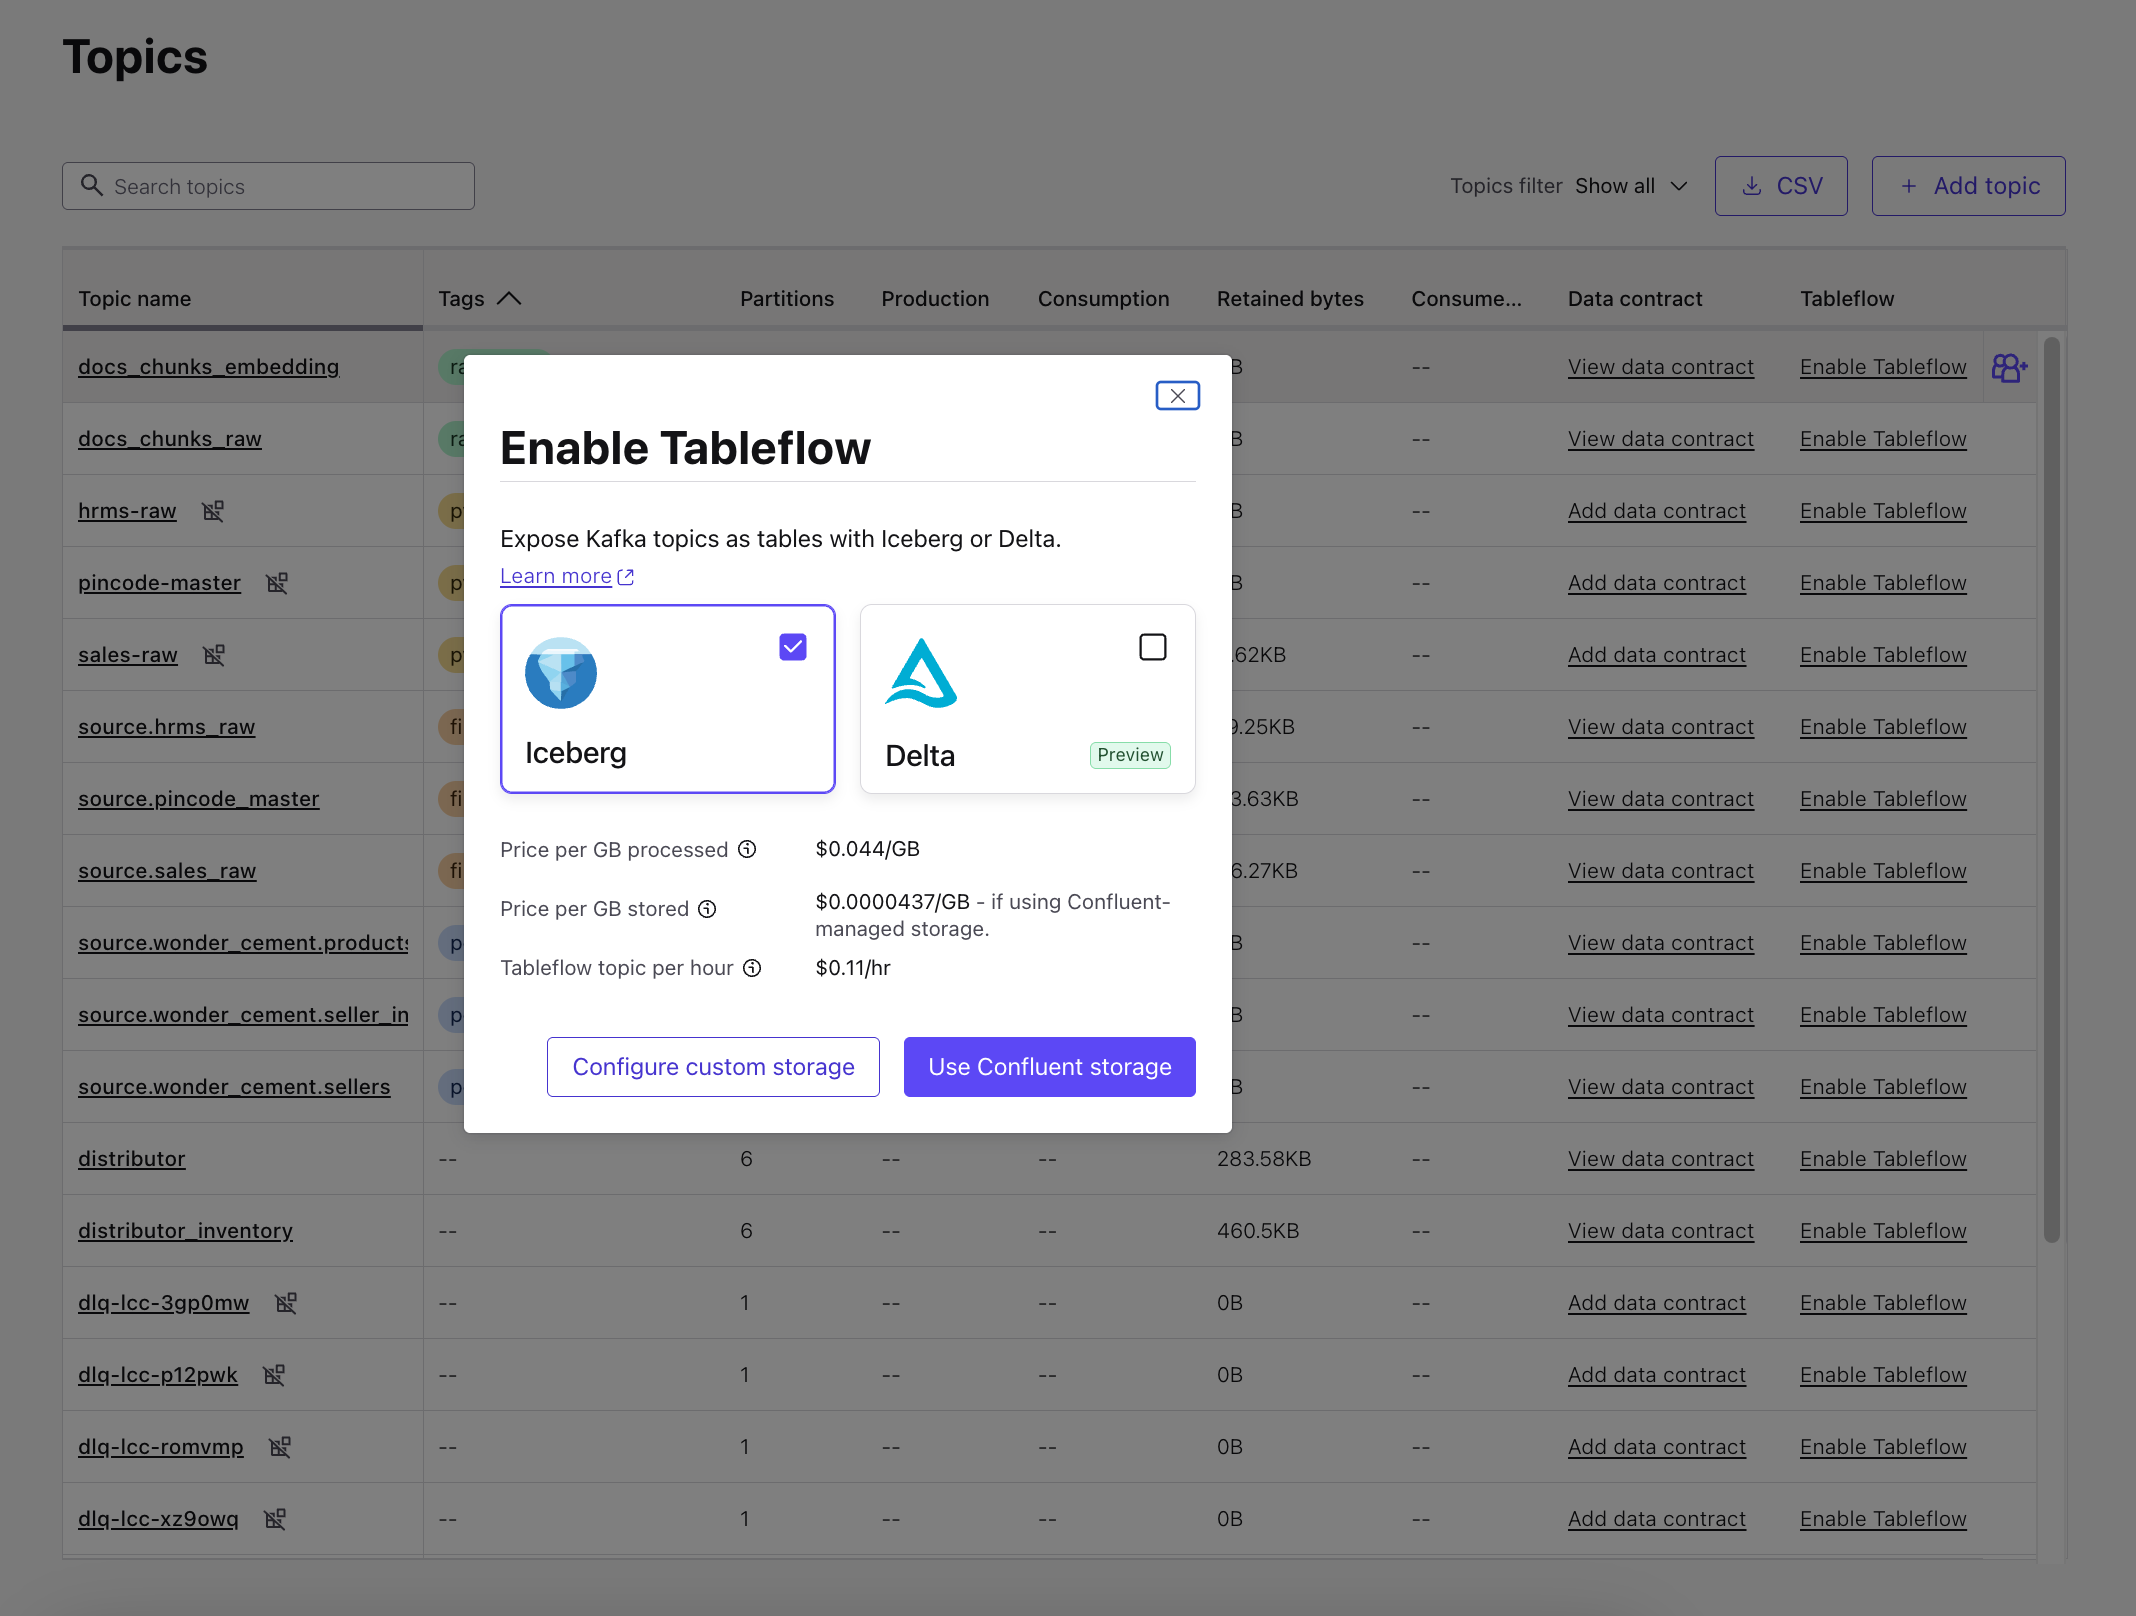 Topics
Search topics
Topics filter Show all
CSV
+ Add topic
Topic name Tags Partitions Production Consumption Retained bytes Consume... Data contract Tableflow
docs_chunks_embedding ra B -- View data contract Enable Tableflow
docs_chunks_raw ra B -- View data contract Enable Tableflow
hrms-raw B -- Add data contract Enable Tableflow
pincode-master B -- Add data contract Enable Tableflow
sales-raw .62KB -- Add data contract Enable Tableflow
source.hrms_raw fi 9.25KB -- View data contract Enable Tableflow
source.pincode_master fi 3.63KB -- View data contract Enable Tableflow
source.sales_raw fi 6.27KB -- View data contract Enable Tableflow
source.wonder_cement.products B -- View data contract Enable Tableflow
source.wonder_cement.seller_in B -- View data contract Enable Tableflow
source.wonder_cement.sellers B -- View data contract Enable Tableflow
distributor -- 6 -- -- 283.58KB -- View data contract Enable Tableflow
distributor_inventory -- 6 -- -- 460.5KB -- View data contract Enable Tableflow
dlq-lcc-3gp0mw -- 1 -- -- 0B -- Add data contract Enable Tableflow
dlq-lcc-p12pwk -- 1 -- -- 0B -- Add data contract Enable Tableflow
dlq-lcc-romvmp -- 1 -- -- 0B -- Add data contract Enable Tableflow
dlq-lcc-xz9owq -- 1 -- -- 0B -- Add data contract Enable Tableflow
Enable Tableflow
Expose Kafka topics as tables with Iceberg or Delta.
Learn more
Iceberg
Delta Preview
Price per GB processed $0.044/GB
Price per GB stored $0.0000437/GB - if using Confluent-
managed storage.
Tableflow topic per hour $0.11/hr
Configure custom storage
Use Confluent storage